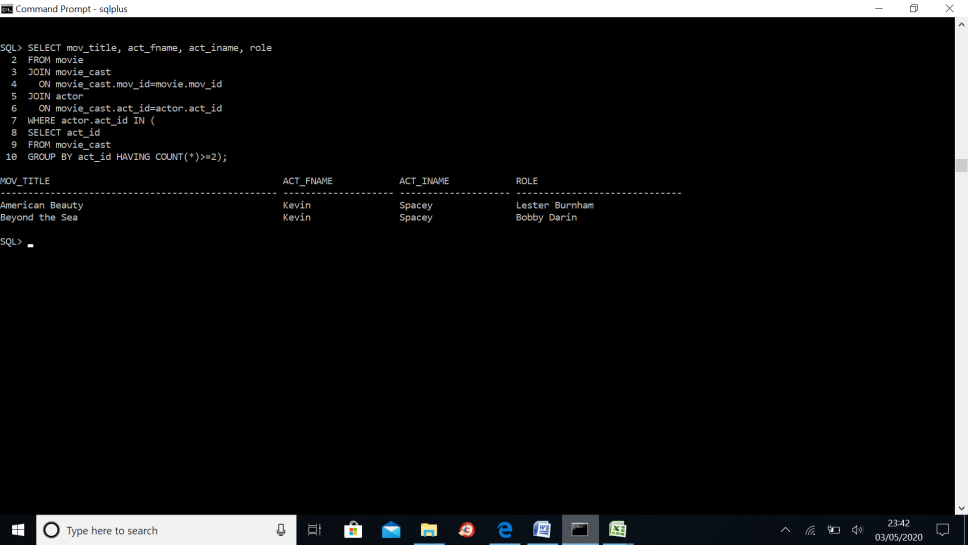 Command Prompt - sqlplus
SQL> SELECT mov_title, act_fname, act_iname, role
2 FROM movie
3 JOIN movie_cast
4 ON movie_cast.mov_id=movie.mov_id
5 JOIN actor
6 ON movie_cast.act_id=actor.act_id
7 WHERE actor.act_id IN (
8 SELECT act_id
9 FROM movie_cast
10 GROUP BY act_id HAVING COUNT(*)>=2);
MOV_TITLE ACT_FNAME ACT_INAME ROLE
American Beauty Kevin Spacey Lester Burnham
Beyond the Sea Kevin Spacey Bobby Darin
SQL>
Type here to search
23:42
03/05/2020